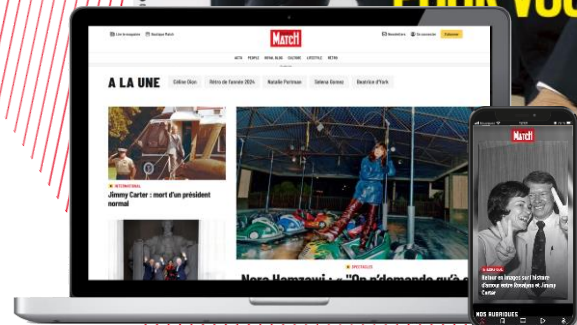 POUR VOU
Lire le magazine
Boutique Match
MATCH
Newsletters
Se connecter
S'abonner
ACTU PEOPLE ROYAL BLOG CULTURE LIFESTYLE RÉTRO
A LA UNE
Céline Dion
Rétro de l'année 2024
Natalie Portman
Selena Gomez
Beatrice d'York
INTERNATIONAL
Jimmy Carter : mort d'un président
normal
SPECTACLES
Nora Hamzawi : « "On n'demande qu'à
MATCH
Retour en images sur l'histoire
d'amour entre Rosalynn et Jimmy
Carter
NOS RUBRIQUES